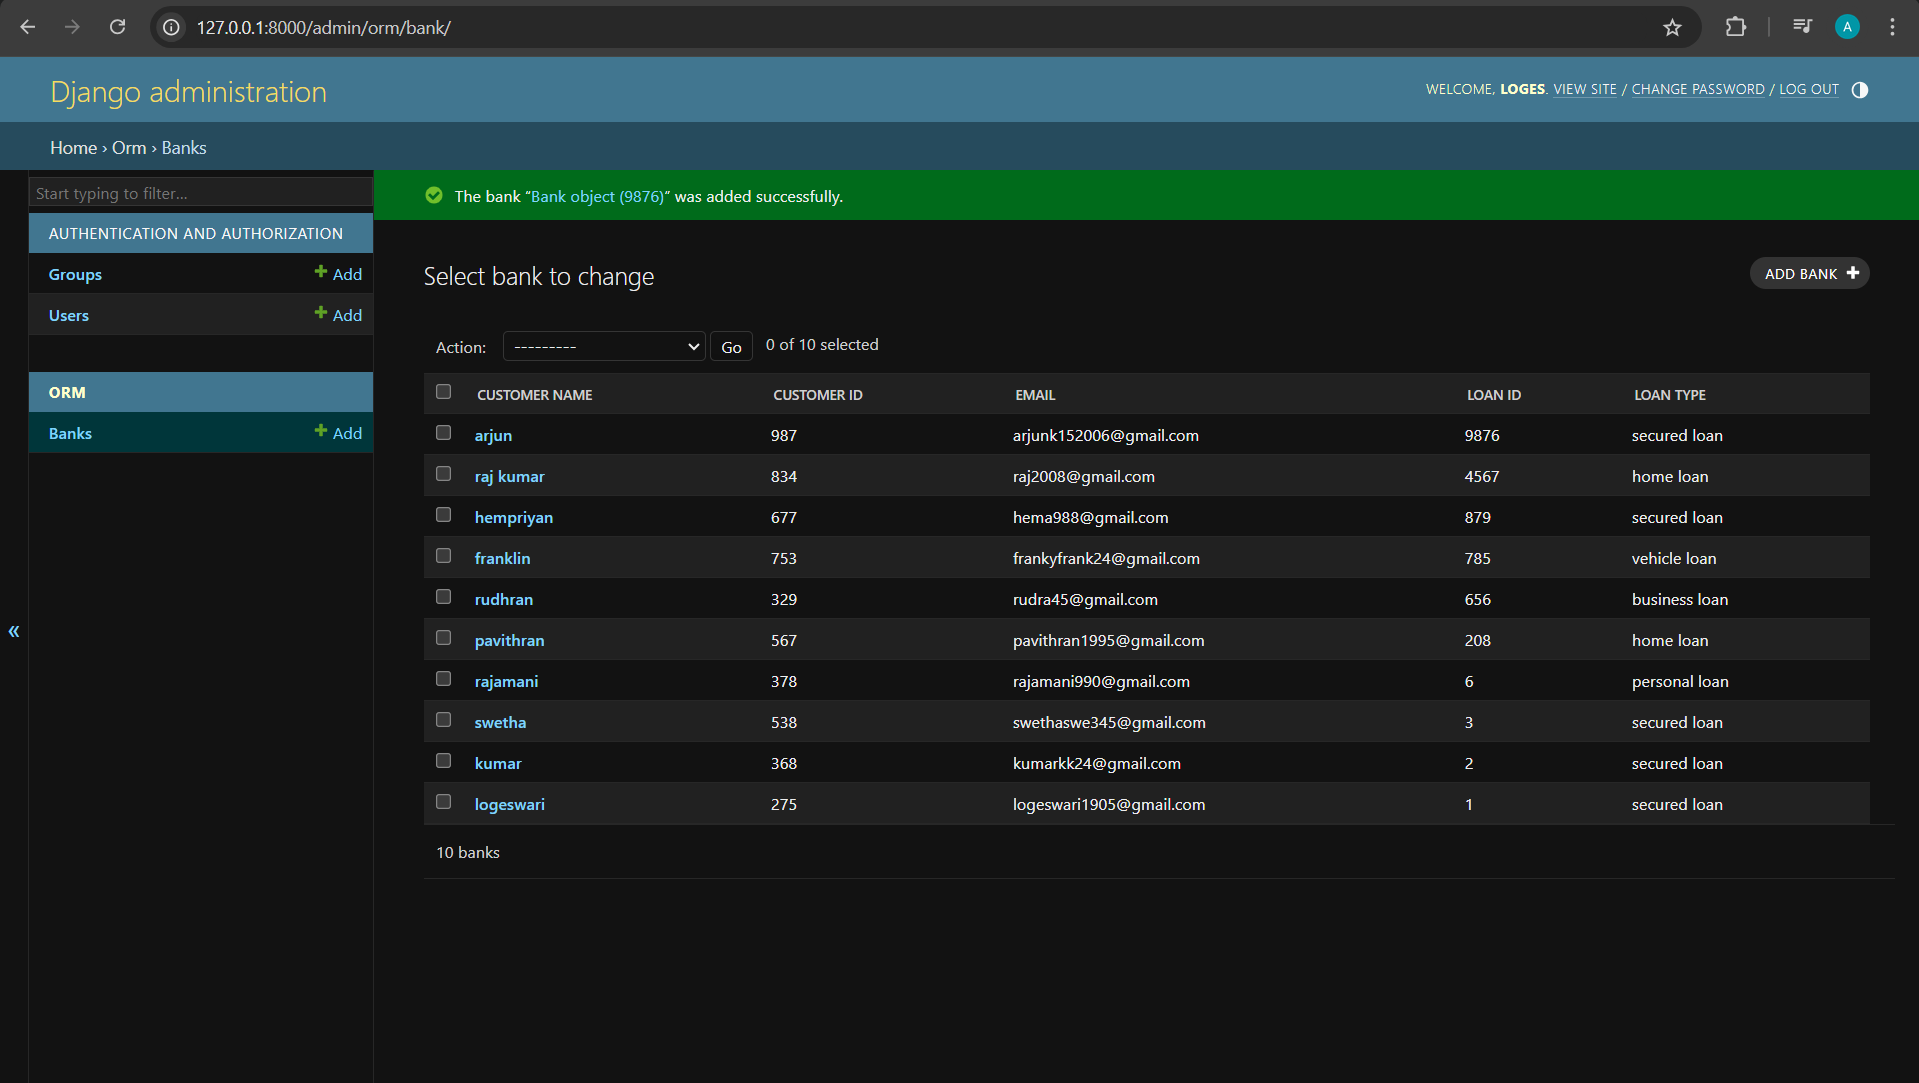 127.0.0.1:8000/admin/orm/bank/
A
Django administration
WELCOME, LOGES. VIEW SITE / CHANGE PASSWORD / LOG OUT
Home › Orm › Banks
Start typing to filter...
AUTHENTICATION AND AUTHORIZATION
Groups + Add
Users + Add
ORM
Banks + Add
«
The bank “Bank object (9876)” was added successfully.
Select bank to change
ADD BANK +
Action: --------- Go 0 of 10 selected
CUSTOMER NAME CUSTOMER ID EMAIL LOAN ID LOAN TYPE
arjun 987 arjunk152006@gmail.com 9876 secured loan
raj kumar 834 raj2008@gmail.com 4567 home loan
hempriyan 677 hema988@gmail.com 879 secured loan
franklin 753 frankyfrank24@gmail.com 785 vehicle loan
rudhran 329 rudra45@gmail.com 656 business loan
pavithran 567 pavithran1995@gmail.com 208 home loan
rajamani 378 rajamani990@gmail.com 6 personal loan
swetha 538 swethaswe345@gmail.com 3 secured loan
kumar 368 kumarkk24@gmail.com 2 secured loan
logeswari 275 logeswari1905@gmail.com 1 secured loan
10 banks